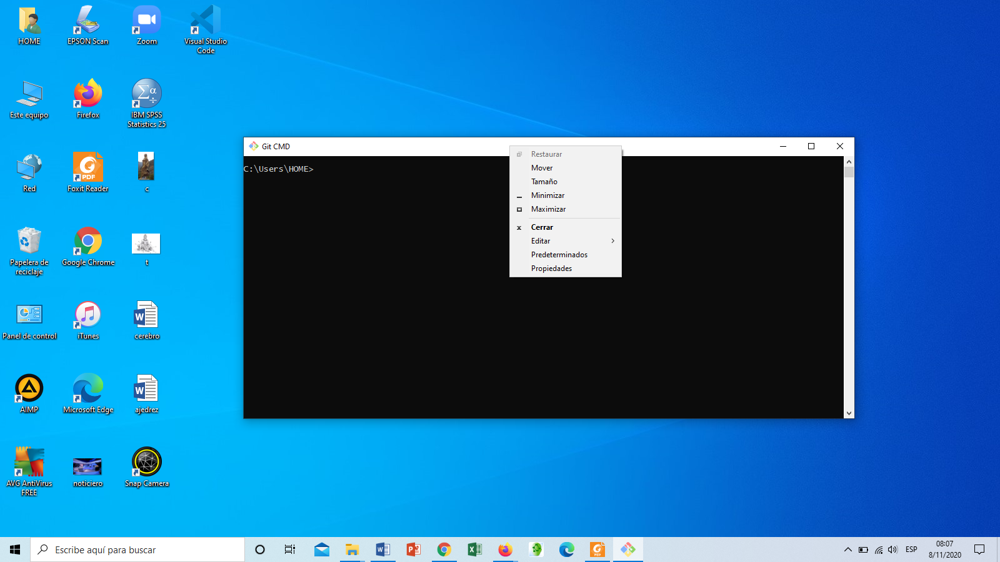 HOME
EPSON Scan
Zoom
Visual Studio
Code
Este equipo
Firefox
IBM SPSS
Statistics 25
Red
Foxit Reader
c
Papelera de
reciclaje
Google Chrome
t
Panel de control
iTunes
cerebro
AIMP
Microsoft Edge
ajedrez
AVG AntiVirus
FREE
noticiero
Snap Camera
Git CMD
C:\Users\HOME>
Restaurar
Mover
Tamaño
Minimizar
Maximizar
Cerrar
Editar
Predeterminados
Propiedades
Escribe aquí para buscar
ESP
08:07
8/11/2020